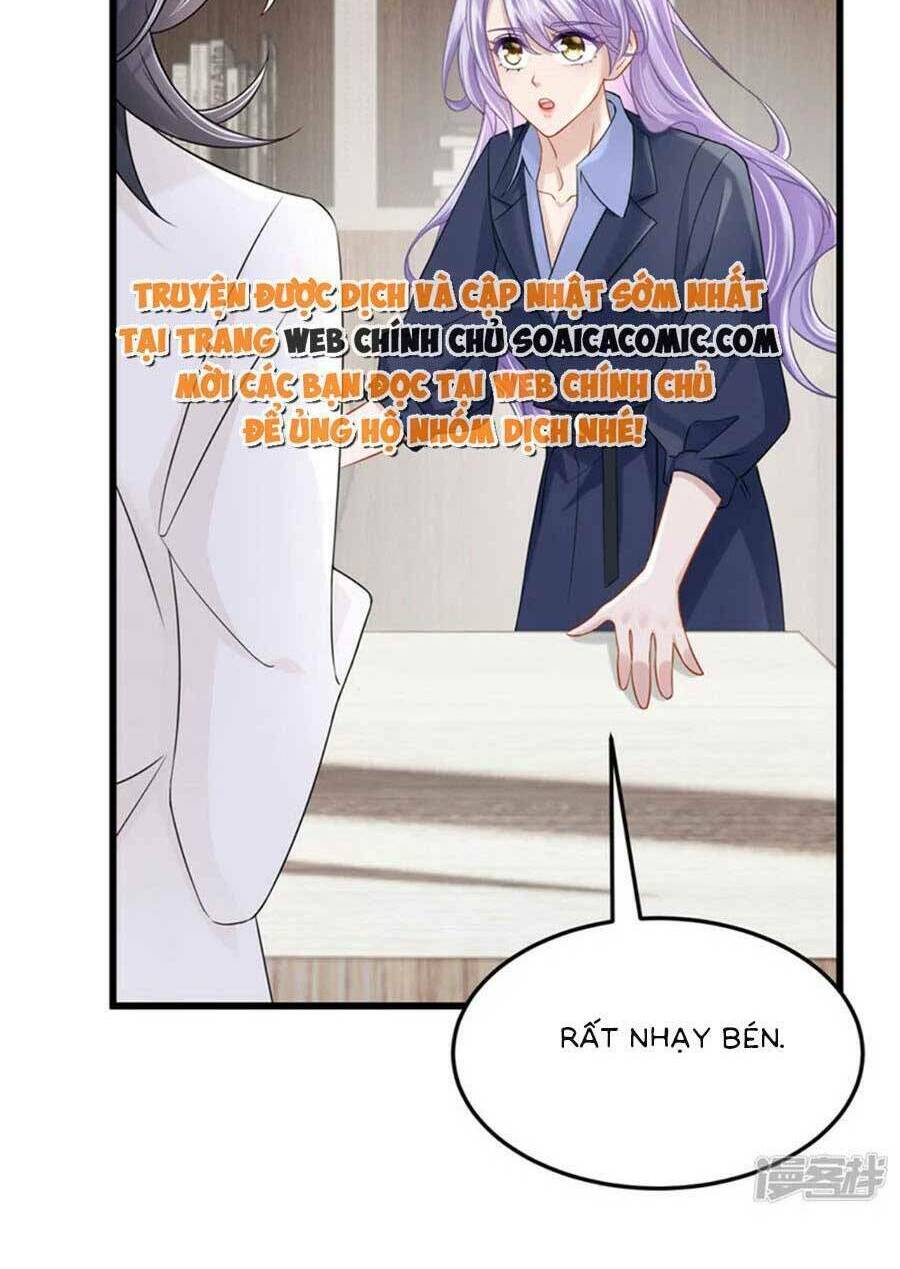 TRUYỆN ĐƯỢC DỊCH VÀ CẬP NHẬT SỚM NHẤT
TẠI TRANG WEB CHÍNH CHỦ SOAICACOMIC.COM
MỜI CÁC BẠN ĐỌC TẠI WEB CHÍNH CHỦ
ĐỂ ỦNG HỘ NHÓM DỊCH NHÉ!
RẤT NHẠY BÉN.
漫客栈